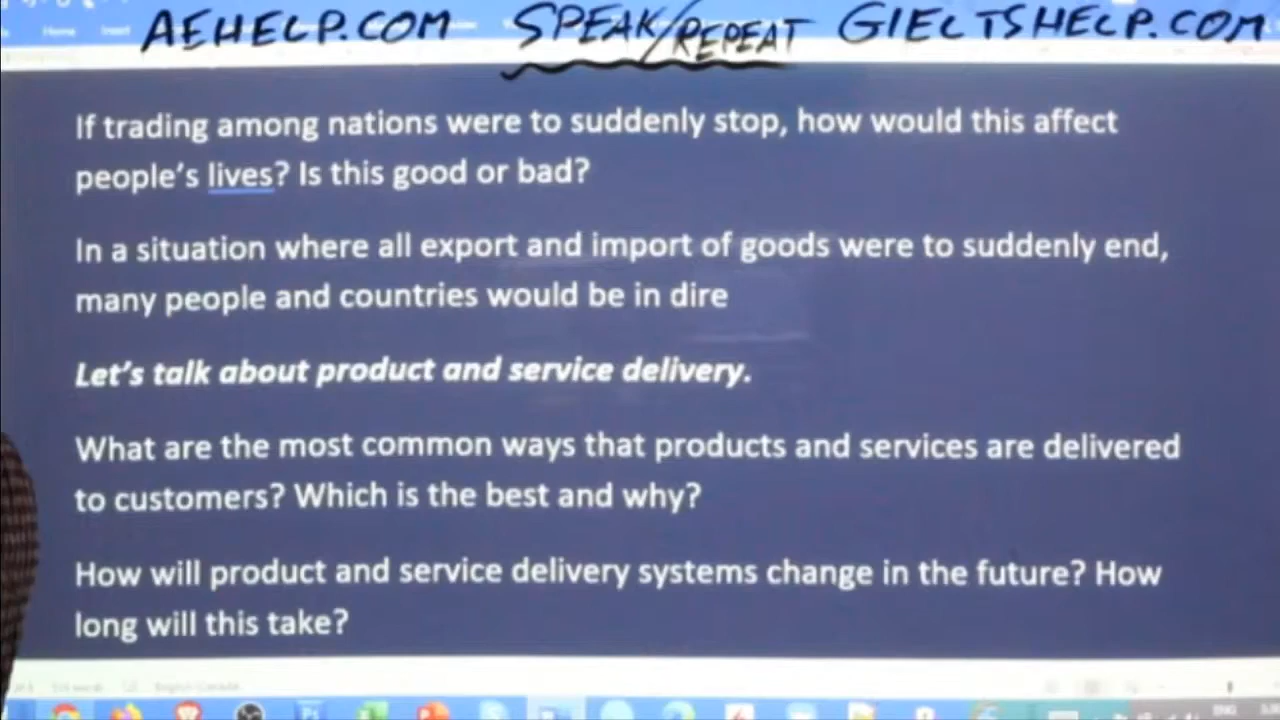 AEHELP.COM SPEAK/REPEAT GIELTSHELP.COM
Home Insert
If trading among nations were to suddenly stop, how would this affect
people's lives? Is this good or bad?
In a situation where all export and import of goods were to suddenly end,
many people and countries would be in dire
Let's talk about product and service delivery.
What are the most common ways that products and services are delivered
to customers? Which is the best and why?
How will product and service delivery systems change in the future? How
long will this take?
ENG